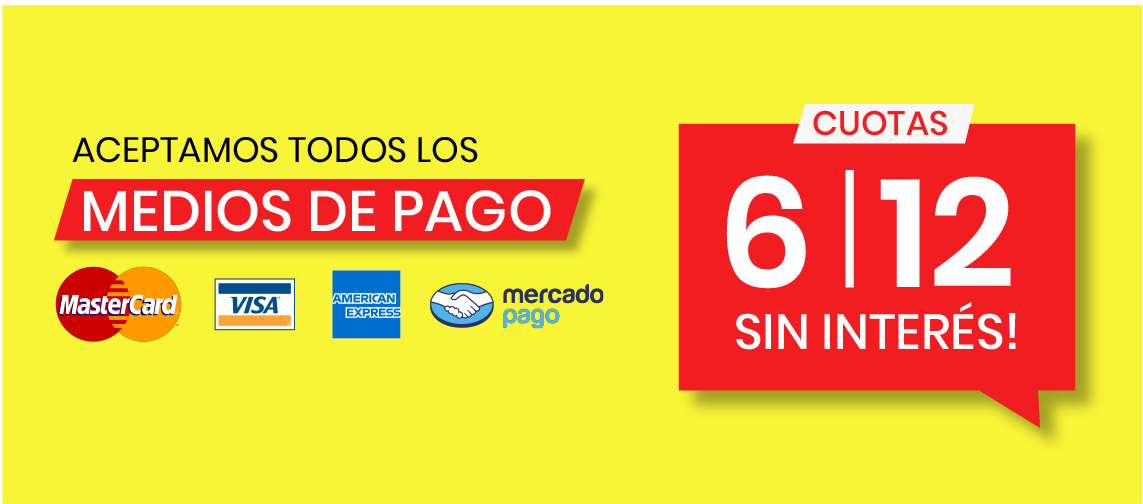 ACEPTAMOS TODOS LOS
MEDIOS DE PAGO
MasterCard
VISA
AMERICAN
EXPRESS
mercado
pago
CUOTAS
6 | 12
SIN INTERÉS!